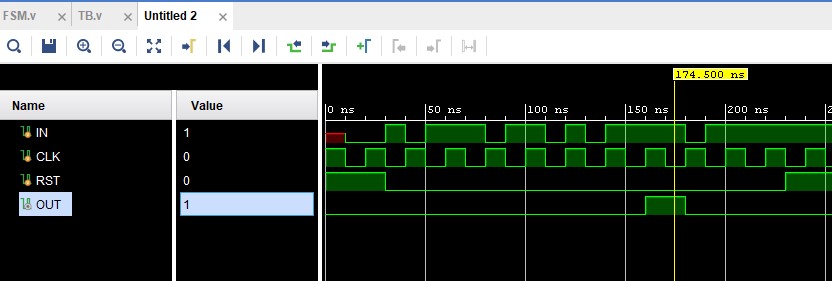 FSM.v TB.v Untitled 2
174.500 ns
Name Value 0 ns 50 ns 100 ns 150 ns 200 ns 2
IN 1
CLK 0
RST 0
OUT 1